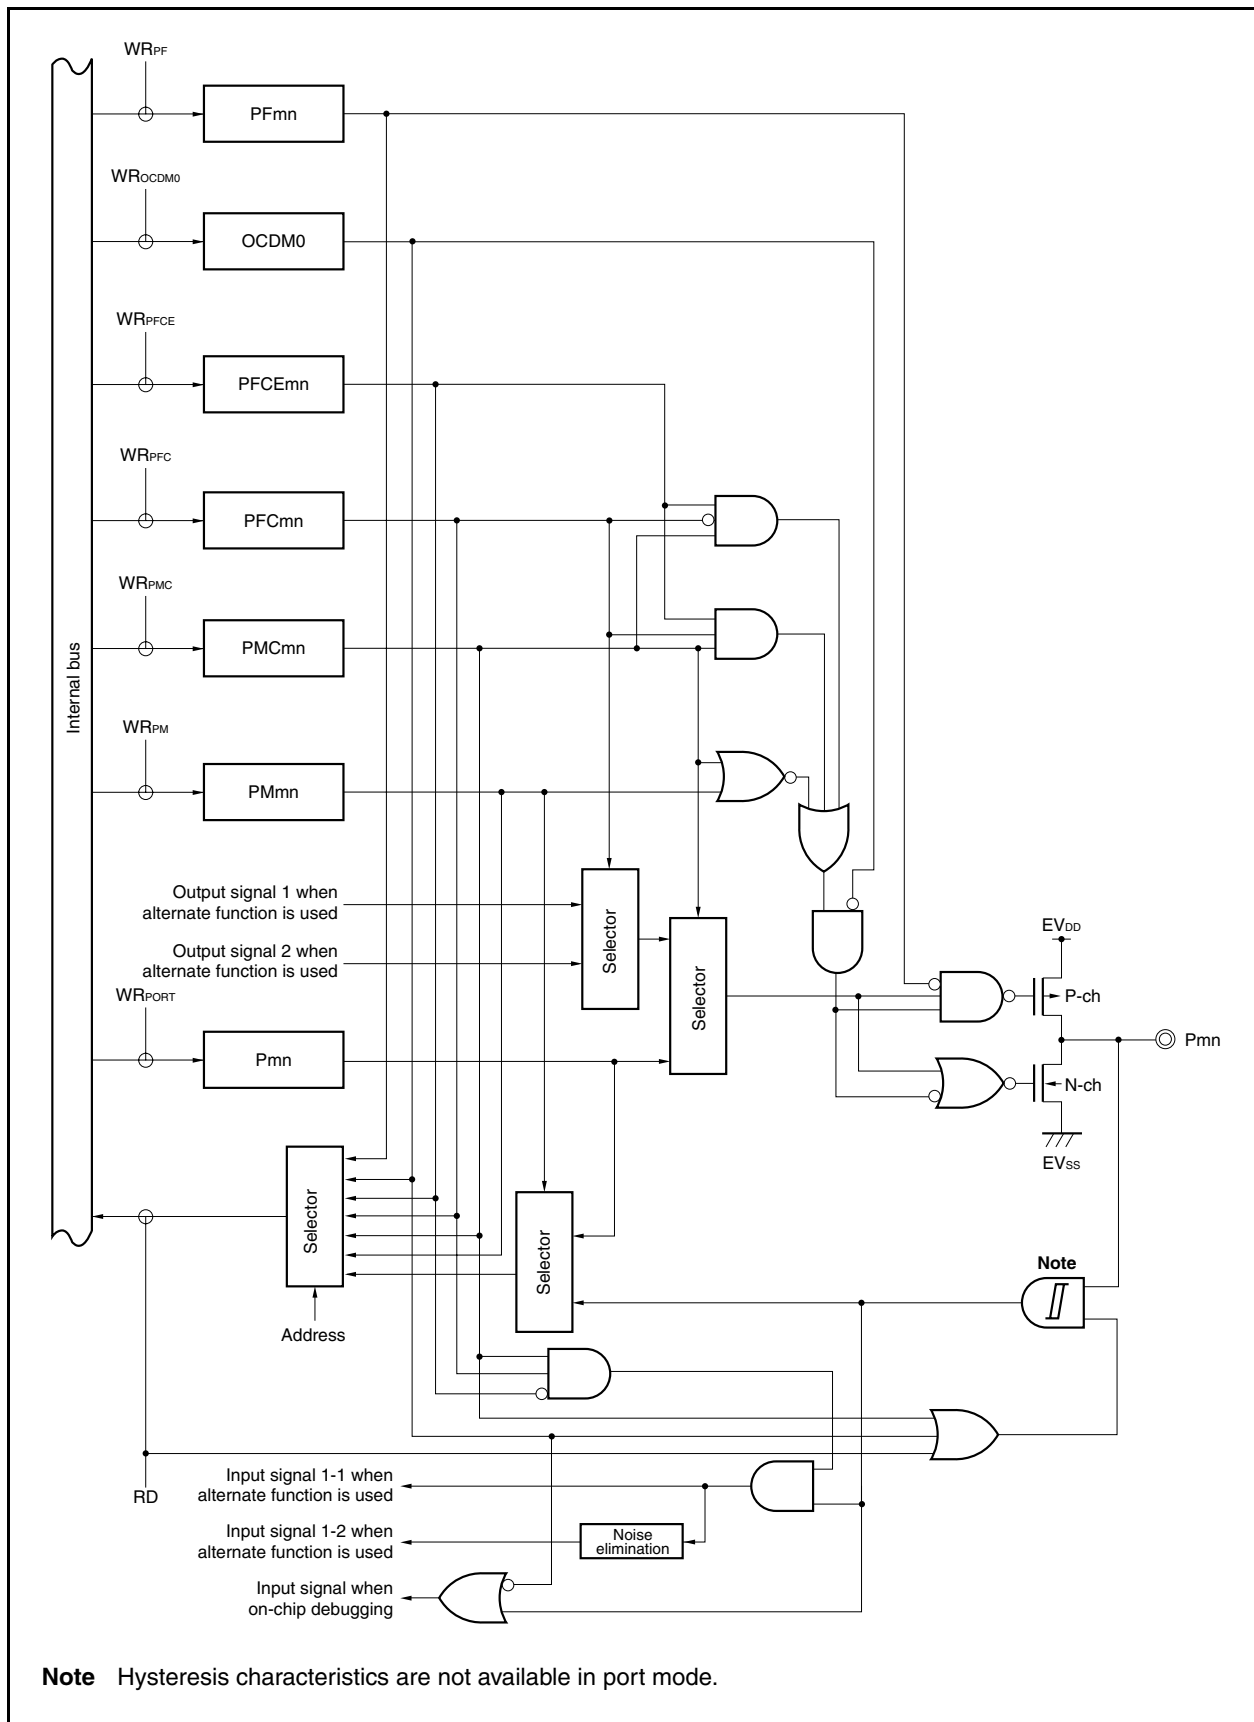 WRPF
PFmn
WROCDM0
OCDM0
WRPFCE
PFCEmn
WRPFC
PFCmn
WRPMC
PMCmn
Internal bus
WRPM
PMmn
Output signal 1 when
alternate function is used
Output signal 2 when
alternate function is used
Selector
Selector
EVDD
P-ch
WRPORT
Pmn
Pmn
N-ch
EVSS
Selector
Selector
Note
Address
RD
Input signal 1-1 when
alternate function is used
Input signal 1-2 when
alternate function is used
Noise
elimination
Input signal when
on-chip debugging
Note Hysteresis characteristics are not available in port mode.